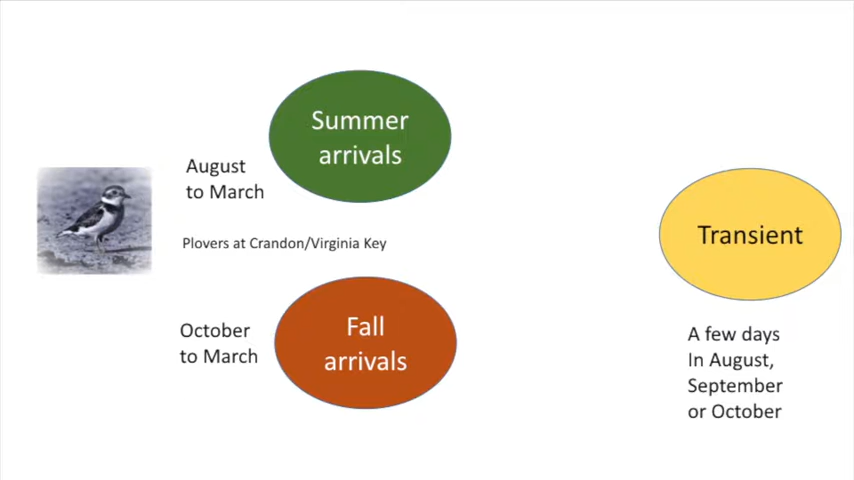 Summer
arrivals
August
to March
Plovers at Crandon/Virginia Key
October
to March
Fall
arrivals
Transient
A few days
In August,
September
or October